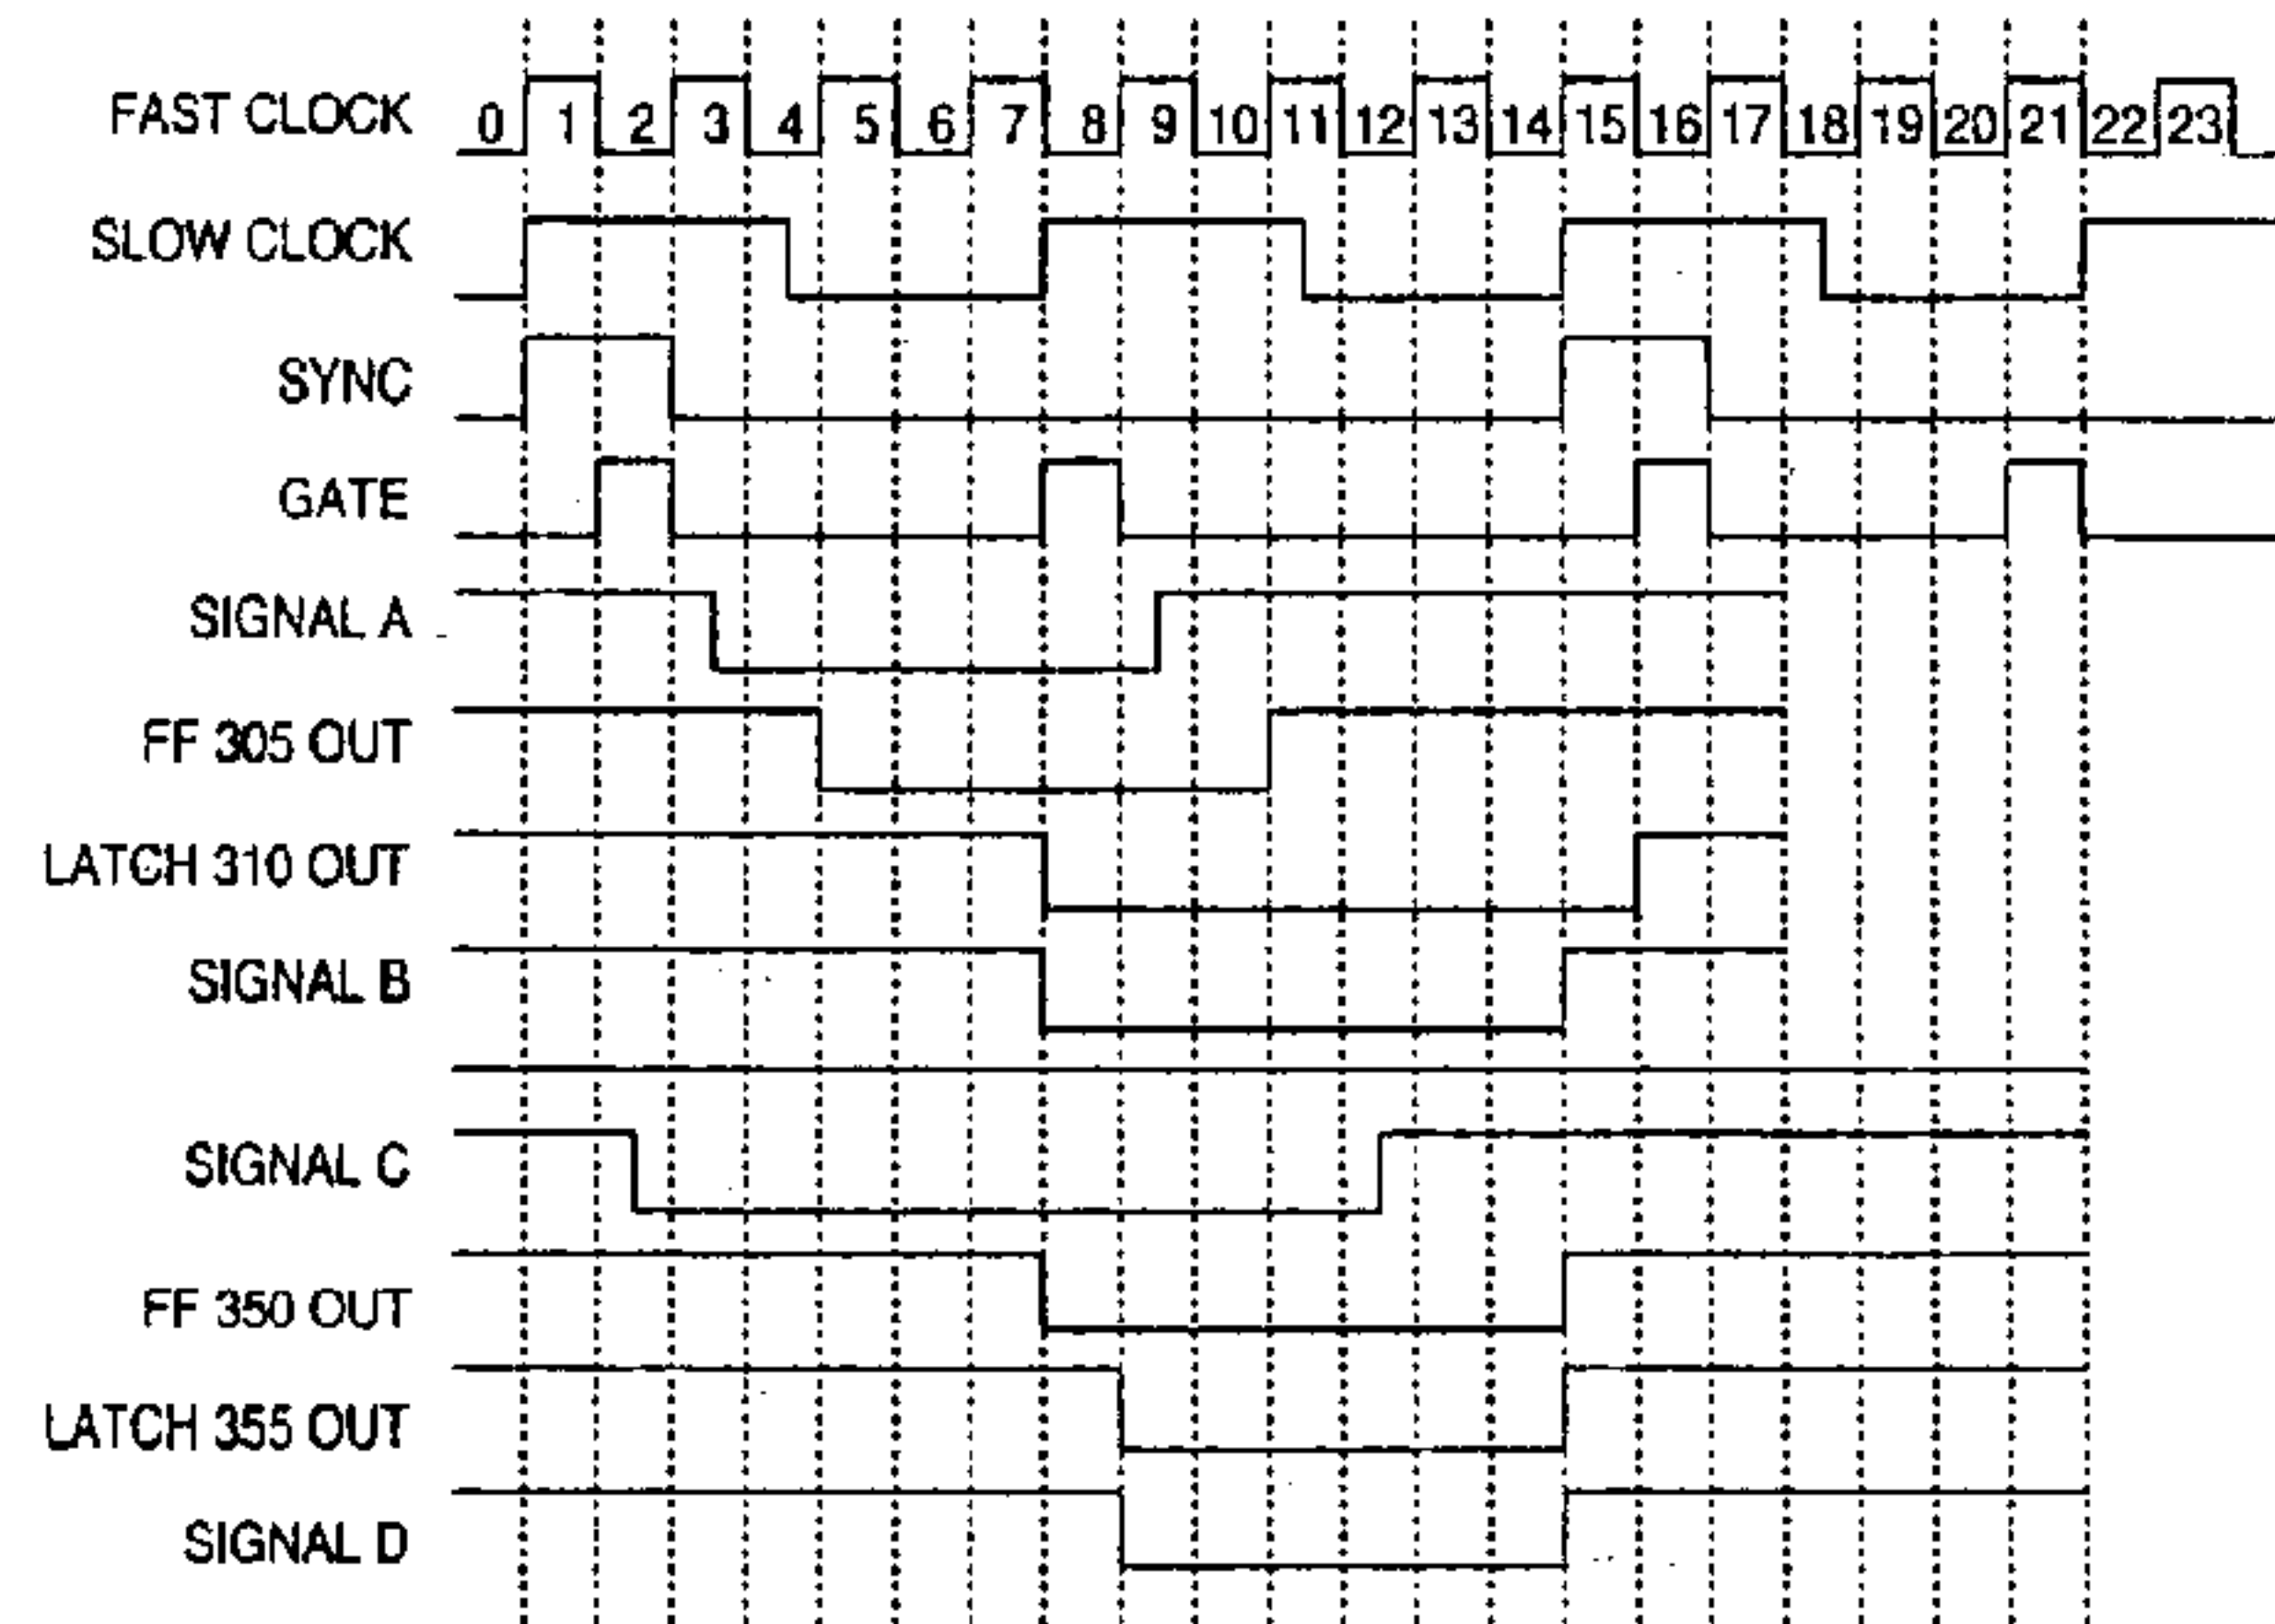 FAST CLOCK 0 1 2 3 4 5 6 7 8 9 10 11 12 13 14 15 16 17 18 19 20 21 22 23
SLOW CLOCK
SYNC
GATE
SIGNAL A
FF 305 OUT
LATCH 310 OUT
SIGNAL B
SIGNAL C
FF 350 OUT
LATCH 355 OUT
SIGNAL D